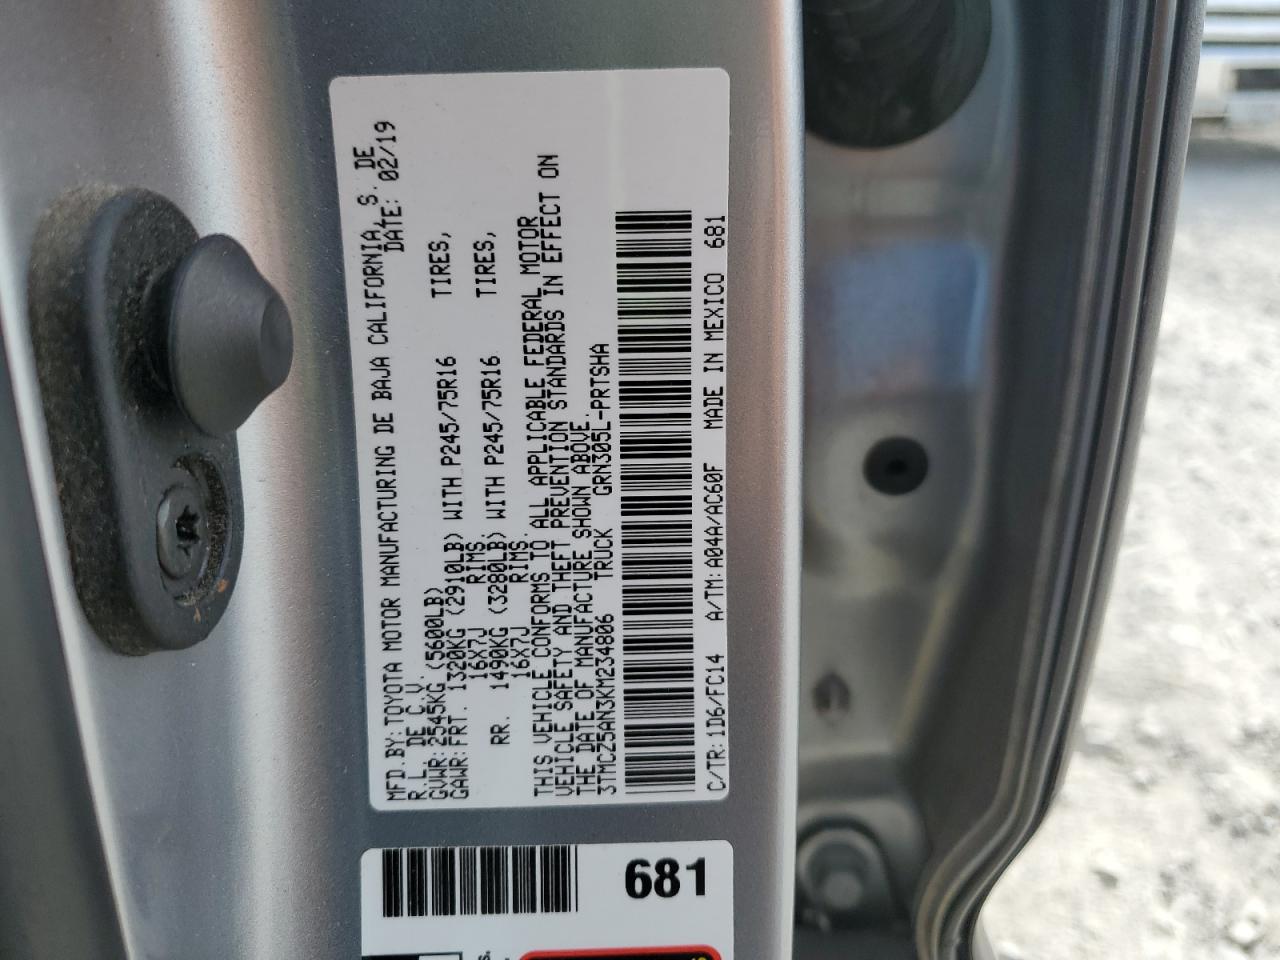 MFD.BY:TOYOTA MOTOR MANUFACTURING DE BAJA CALIFORNIA,S. DE
R.L. DE C.V. DATE: 02/19
GVWR:2545KG (5600LB)
GAWR:FRT. 1320KG (2910LB) WITH P245/75R16 TIRES,
16X7J RIMS,
RR. 1490KG (3280LB) WITH P245/75R16 TIRES,
16X7J RIMS.
THIS VEHICLE CONFORMS TO ALL APPLICABLE FEDERAL MOTOR
VEHICLE SAFETY AND THEFT PREVENTION STANDARDS IN EFFECT ON
THE DATE OF MANUFACTURE SHOWN ABOVE.
3TMCZ5AN3KM234806 TRUCK GRN305L-PRTSHA
C/TR:1D6/FC14 A/TM:A04A/AC60F MADE IN MEXICO 681
681